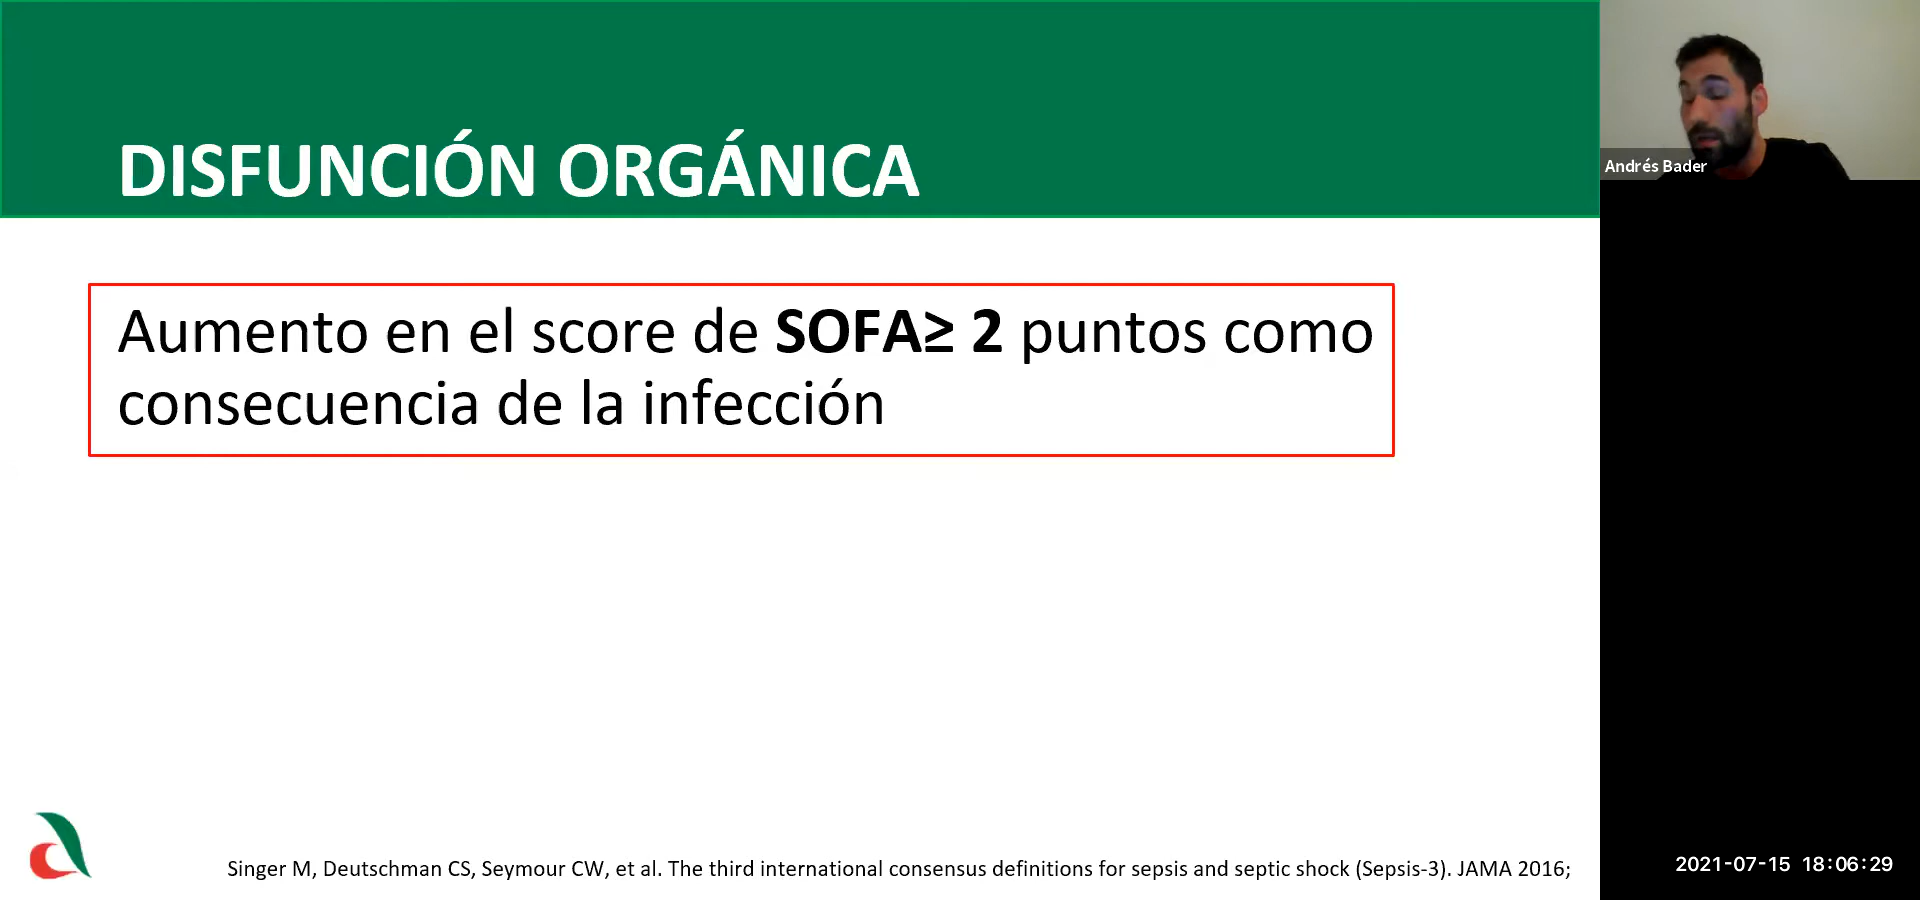 DISFUNCIÓN ORGÁNICA
Aumento en el score de SOFA≥ 2 puntos como
consecuencia de la infección
Singer M, Deutschman CS, Seymour CW, et al. The third international consensus definitions for sepsis and septic shock (Sepsis-3). JAMA 2016;
Andrés Bader
2021-07-15 18:06:29